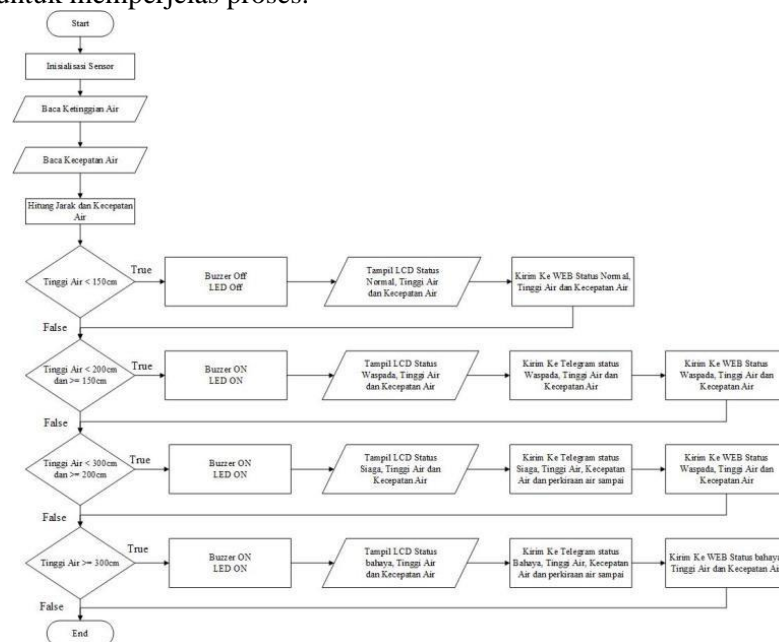 untuk memperjelas proses.
Start
Inisialisasi Sensor
Baca Ketinggian Air
Baca Kecepatan Air
Hitung Jarak dan Kecepatan
Air
Tinggi Air < 150cm
True
Buzzer Off
LED Off
Tampil LCD Status
Normal, Tinggi Air
dan Kecepatan Air
Kirim Ke WEB Status Normal,
Tinggi Air dan Kecepatan Air
False
Tinggi Air < 200cm
dan >= 150cm
True
Buzzer ON
LED ON
Tampil LCD Status
Waspada, Tinggi Air
dan Kecepatan Air
Kirim Ke Telegram status
Waspada, Tinggi Air dan
Kecepatan Air
Kirim Ke WEB Status
Waspada, Tinggi Air dan
Kecepatan Air
False
Tinggi Air < 300cm
dan >= 200cm
True
Buzzer ON
LED ON
Tampil LCD Status
Siaga, Tinggi Air dan
Kecepatan Air
Kirim Ke Telegram status
Siaga, Tinggi Air, Kecepatan
Air dan perkiraan air sampai
Kirim Ke WEB Status
Waspada, Tinggi Air dan
Kecepatan Air
False
Tinggi Air >= 300cm
True
Buzzer ON
LED ON
Tampil LCD Status
bahaya, Tinggi Air
dan Kecepatan Air
Kirim Ke Telegram status
Bahaya, Tinggi Air, Kecepatan
Air dan perkiraan air sampai
Kirim Ke WEB Status bahaya
Tinggi Air dan Kecepatan Air
False
End